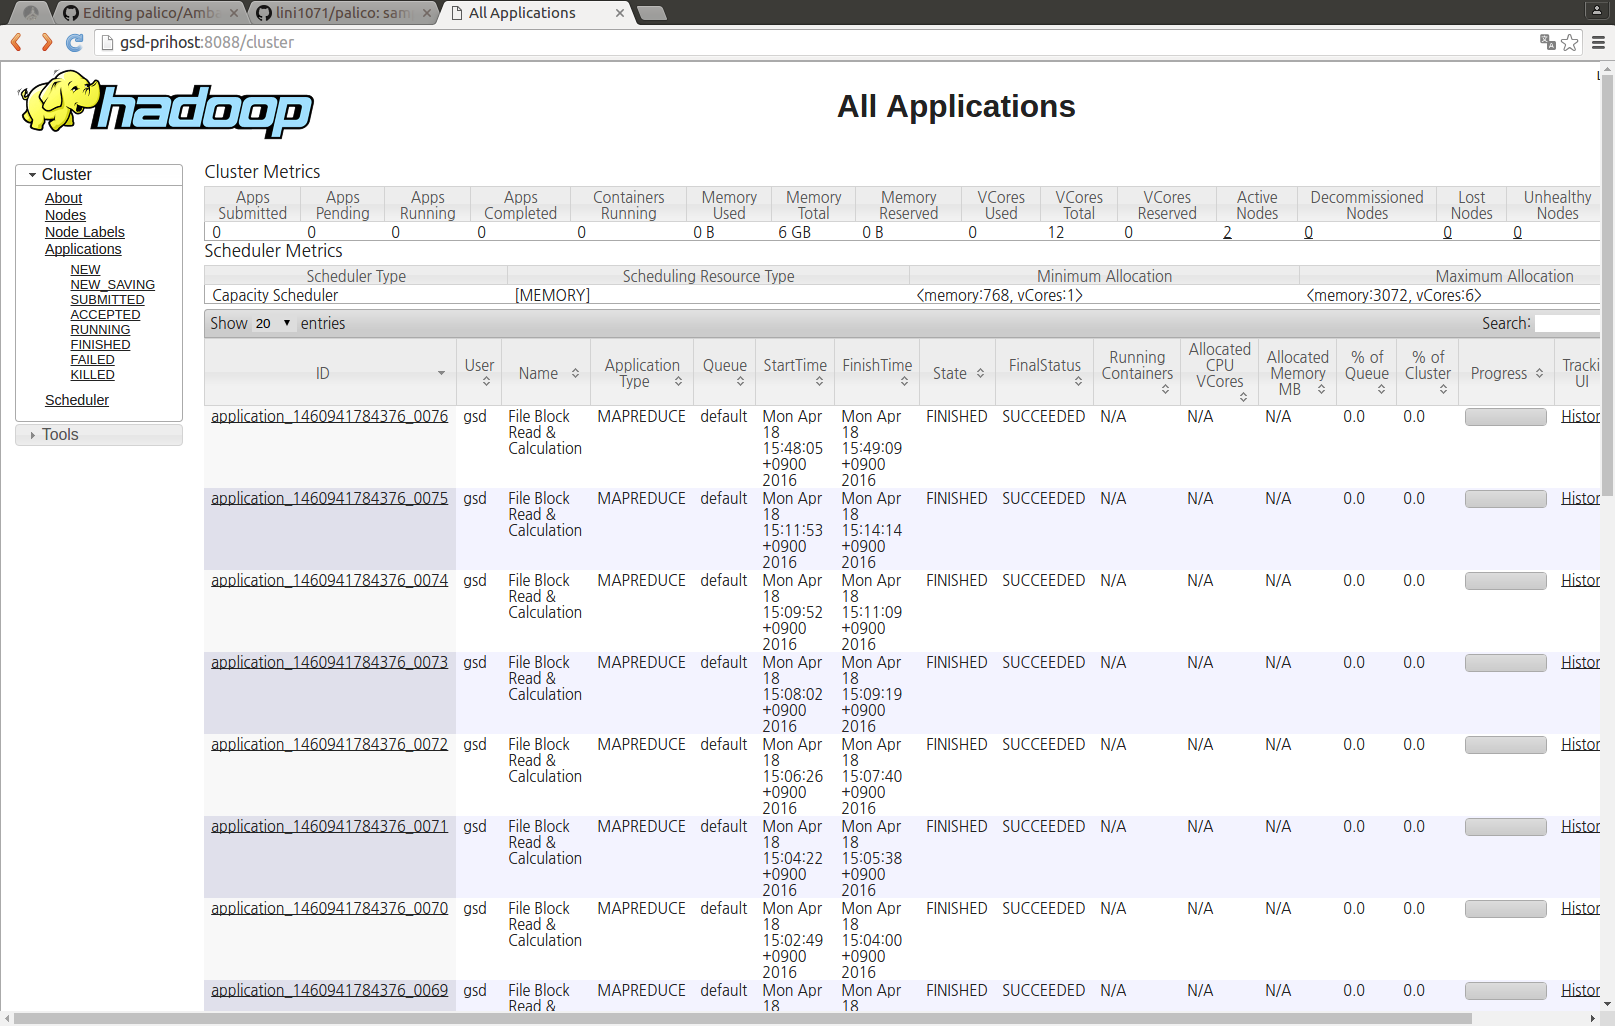 Editing palico/Amba
lini1071/palico: sam
All Applications
gsd-prihost:8088/cluster
hadoop
All Applications
Cluster
About
Nodes
Node Labels
Applications
NEW
NEW_SAVING
SUBMITTED
ACCEPTED
RUNNING
FINISHED
FAILED
KILLED
Scheduler
Tools
Cluster Metrics
Apps Submitted Apps Pending Apps Running Apps Completed Containers Running Memory Used Memory Total Memory Reserved VCores Used VCores Total VCores Reserved Active Nodes Decommissioned Nodes Lost Nodes Unhealthy Nodes
0 0 0 0 0 0 B 6 GB 0 B 0 12 0 2 0 0 0
Scheduler Metrics
Scheduler Type Scheduling Resource Type Minimum Allocation Maximum Allocation
Capacity Scheduler [MEMORY] <memory:768, vCores:1> <memory:3072, vCores:6>
Show 20 entries Search:
ID User Name Application Type Queue StartTime FinishTime State FinalStatus Running Containers Allocated CPU VCores Allocated Memory MB % of Queue % of Cluster Progress Tracki UI
application_1460941784376_0076 gsd File Block Read & Calculation MAPREDUCE default Mon Apr 18 15:48:05 +0900 2016 Mon Apr 18 15:49:09 +0900 2016 FINISHED SUCCEEDED N/A N/A N/A 0.0 0.0 Histor
application_1460941784376_0075 gsd File Block Read & Calculation MAPREDUCE default Mon Apr 18 15:11:53 +0900 2016 Mon Apr 18 15:14:14 +0900 2016 FINISHED SUCCEEDED N/A N/A N/A 0.0 0.0 Histor
application_1460941784376_0074 gsd File Block Read & Calculation MAPREDUCE default Mon Apr 18 15:09:52 +0900 2016 Mon Apr 18 15:11:09 +0900 2016 FINISHED SUCCEEDED N/A N/A N/A 0.0 0.0 Histor
application_1460941784376_0073 gsd File Block Read & Calculation MAPREDUCE default Mon Apr 18 15:08:02 +0900 2016 Mon Apr 18 15:09:19 +0900 2016 FINISHED SUCCEEDED N/A N/A N/A 0.0 0.0 Histor
application_1460941784376_0072 gsd File Block Read & Calculation MAPREDUCE default Mon Apr 18 15:06:26 +0900 2016 Mon Apr 18 15:07:40 +0900 2016 FINISHED SUCCEEDED N/A N/A N/A 0.0 0.0 Histor
application_1460941784376_0071 gsd File Block Read & Calculation MAPREDUCE default Mon Apr 18 15:04:22 +0900 2016 Mon Apr 18 15:05:38 +0900 2016 FINISHED SUCCEEDED N/A N/A N/A 0.0 0.0 Histor
application_1460941784376_0070 gsd File Block Read & Calculation MAPREDUCE default Mon Apr 18 15:02:49 +0900 2016 Mon Apr 18 15:04:00 +0900 2016 FINISHED SUCCEEDED N/A N/A N/A 0.0 0.0 Histor
application_1460941784376_0069 gsd File Block Read & MAPREDUCE default Mon Apr 18 Mon Apr 18 FINISHED SUCCEEDED N/A N/A N/A 0.0 0.0 Histor